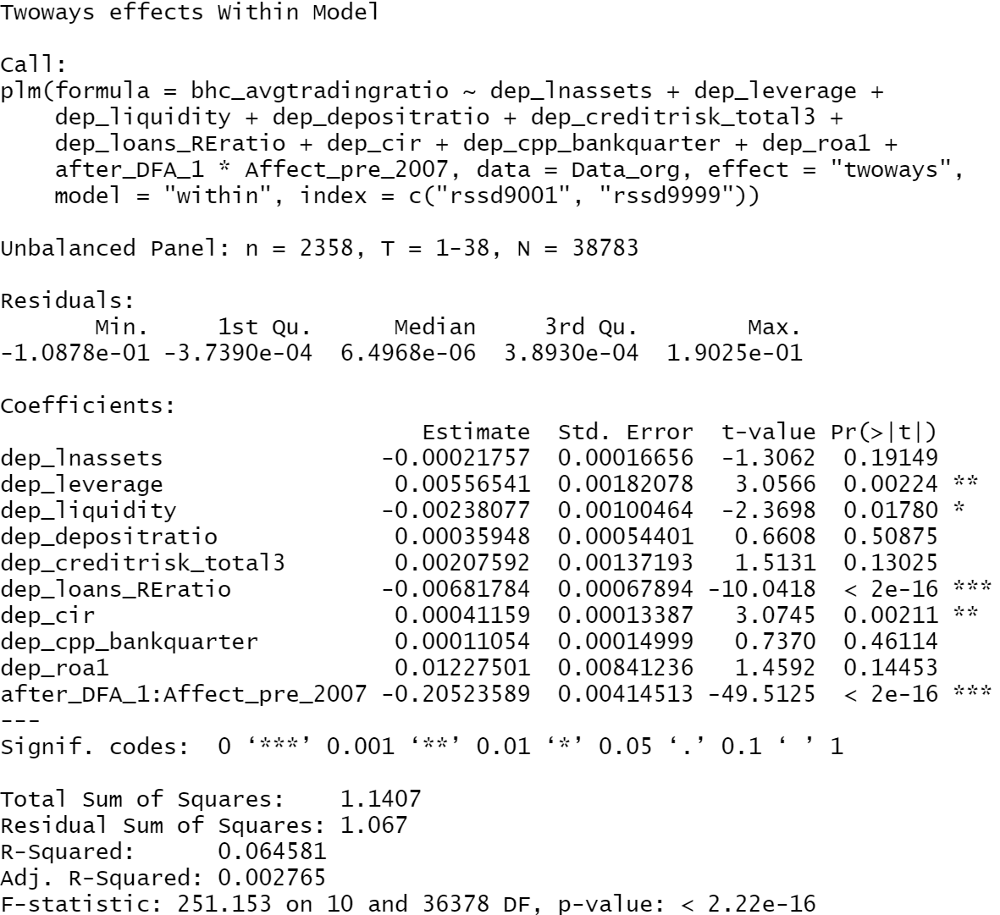 Twoways effects Within Model
Call:
plm(formula = bhc_avgtradingratio ~ dep_lnassets + dep_leverage +
dep_liquidity + dep_depositratio + dep_creditrisk_total3 +
dep_loans_REratio + dep_cir + dep_cpp_bankquarter + dep_roa1 +
after_DFA_1 * Affect_pre_2007, data = Data_org, effect = "twoways",
model = "within", index = c("rssd9001", "rssd9999"))
Unbalanced Panel: n = 2358, T = 1-38, N = 38783
Residuals:
Min. 1st Qu. Median 3rd Qu. Max.
-1.0878e-01 -3.7390e-04 6.4968e-06 3.8930e-04 1.9025e-01
Coefficients:
Estimate Std. Error t-value Pr(>|t|)
dep_lnassets -0.00021757 0.00016656 -1.3062 0.19149
dep_leverage 0.00556541 0.00182078 3.0566 0.00224 **
dep_liquidity -0.00238077 0.00100464 -2.3698 0.01780 *
dep_depositratio 0.00035948 0.00054401 0.6608 0.50875
dep_creditrisk_total3 0.00207592 0.00137193 1.5131 0.13025
dep_loans_REratio -0.00681784 0.00067894 -10.0418 < 2e-16 ***
dep_cir 0.00041159 0.00013387 3.0745 0.00211 **
dep_cpp_bankquarter 0.00011054 0.00014999 0.7370 0.46114
dep_roa1 0.01227501 0.00841236 1.4592 0.14453
after_DFA_1:Affect_pre_2007 -0.20523589 0.00414513 -49.5125 < 2e-16 ***
---
Signif. codes: 0 ‘***’ 0.001 ‘**’ 0.01 ‘*’ 0.05 ‘.’ 0.1 ‘ ’ 1
Total Sum of Squares: 1.1407
Residual Sum of Squares: 1.067
R-Squared: 0.064581
Adj. R-Squared: 0.002765
F-statistic: 251.153 on 10 and 36378 DF, p-value: < 2.22e-16